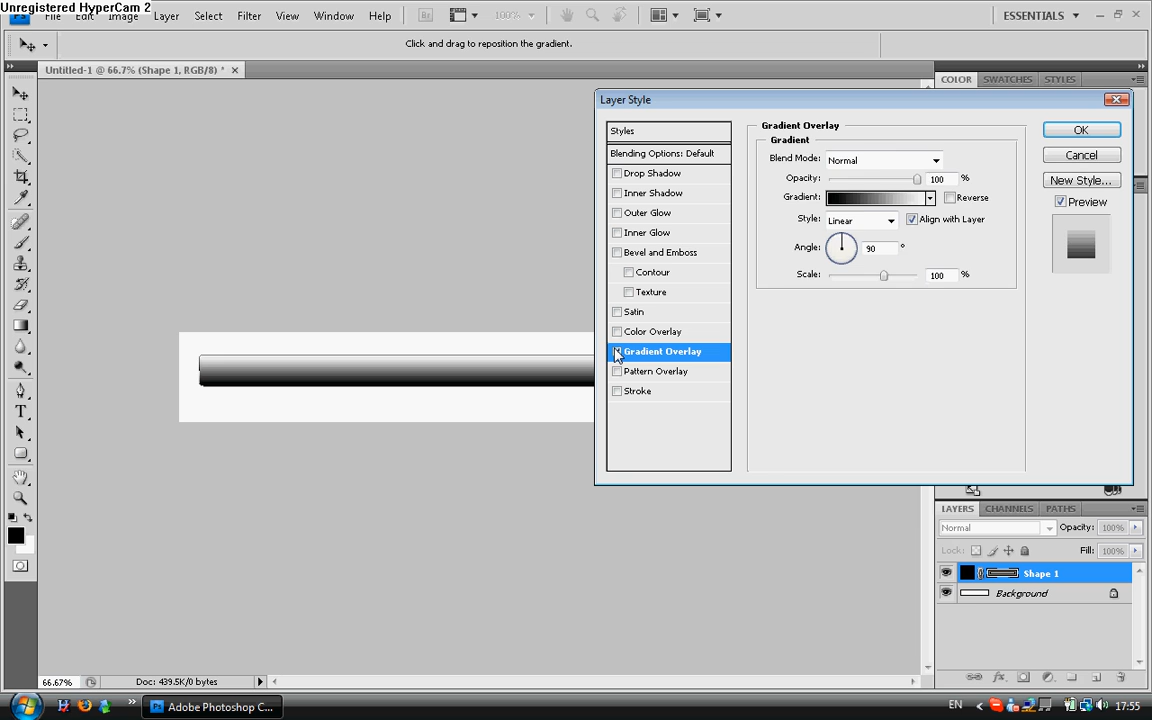 Unregistered HyperCam 2
Ps File Edit Image Layer Select Filter View Window Help Br 100% ESSENTIALS
Click and drag to reposition the gradient.
Untitled-1 @ 66.7% (Shape 1, RGB/8) *
COLOR SWATCHES STYLES
Layer Style
Styles
Blending Options: Default
Drop Shadow
Inner Shadow
Outer Glow
Inner Glow
Bevel and Emboss
Contour
Texture
Satin
Color Overlay
Gradient Overlay
Pattern Overlay
Stroke
Gradient Overlay
Gradient
Blend Mode: Normal
Opacity: 100 %
Gradient: Reverse
Style: Linear Align with Layer
Angle: 90 °
Scale: 100 %
OK
Cancel
New Style...
Preview
T
LAYERS CHANNELS PATHS
Normal Opacity: 100%
Lock: Fill: 100%
Shape 1
Background
fx
66.67% Doc: 439.5K/0 bytes
Ps Adobe Photoshop C... EN 17:55